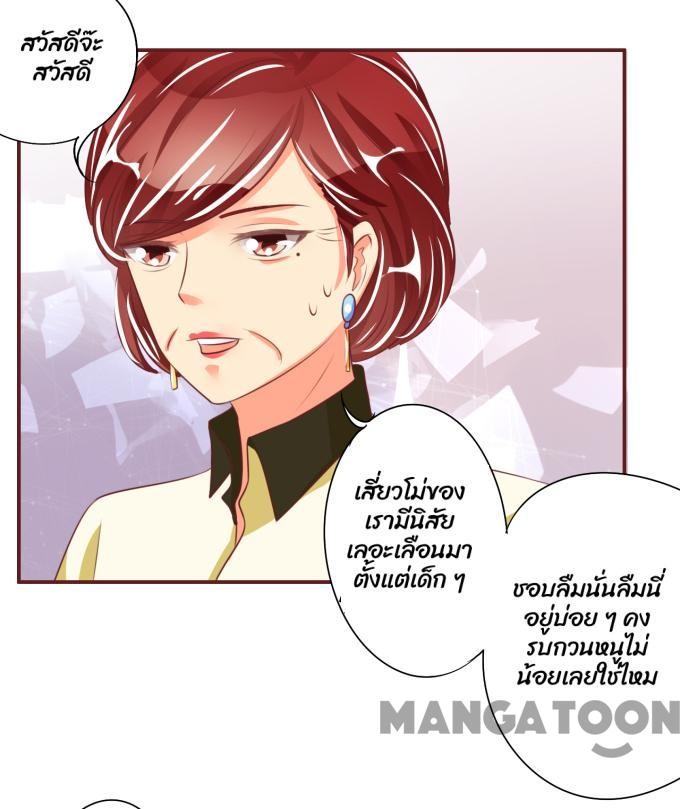 สวัสดีจ๊ะ
สวัสดี
เสี่ยวโม่ของ
เรามีนิสัย
เลอะเลือนมา
ตั้งแต่เด็ก ๆ
ชอบลืมนั่นลืมนี่
อยู่บ่อย ๆ คง
รบกวนหนูไม่
น้อยเลยใช่ไหม
MANGATOON